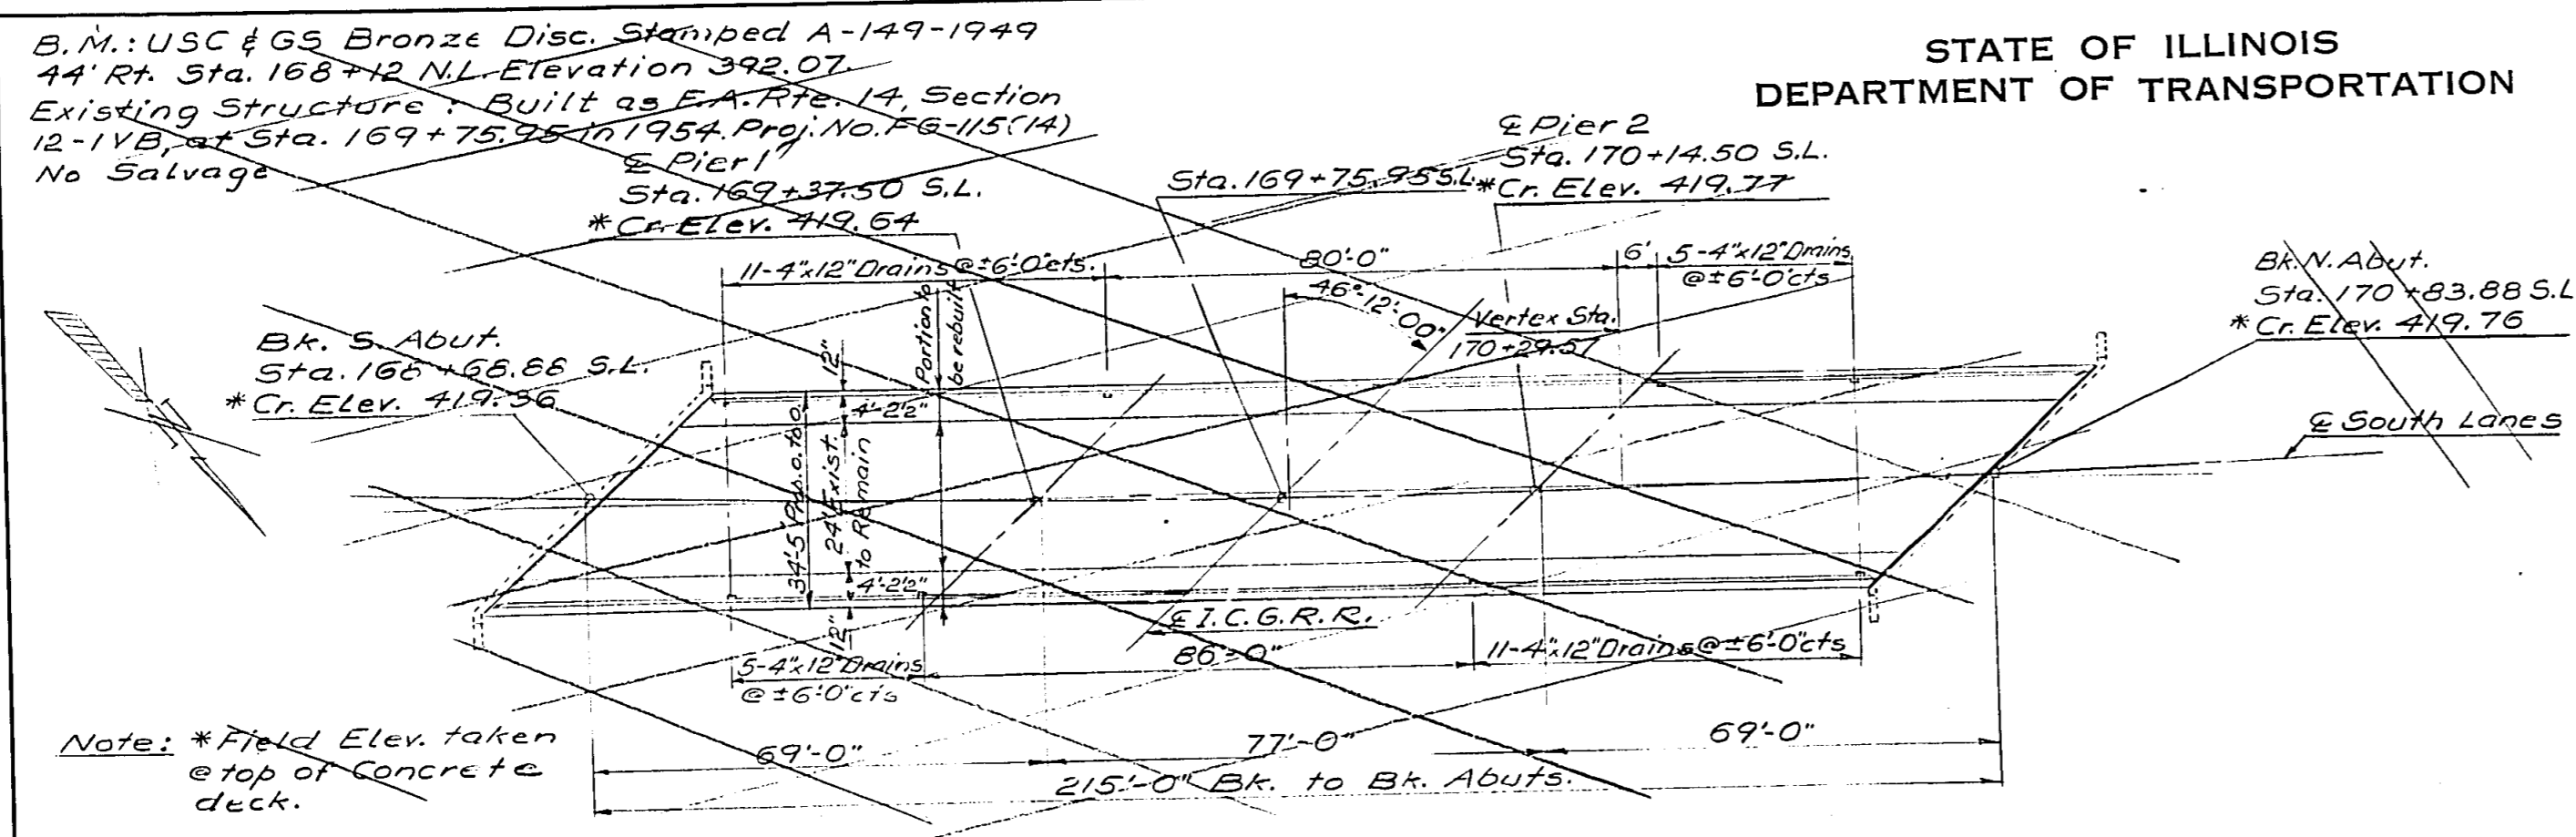 B.M.: USC & GS Bronze Disc. Stamped A-149-1949
44' Rt. Sta. 168+12 N.L. Elevation 392.07.
Existing Structure: Built as F.A. Rte. 14, Section
12-1VB, at Sta. 169+75.95 in 1954. Proj. No. FG-115(14)
No Salvage
STATE OF ILLINOIS
DEPARTMENT OF TRANSPORTATION
℄ Pier 1
Sta. 169+37.50 S.L.
* Cr. Elev. 419.64
Sta. 169+75.95 S.L.
℄ Pier 2
Sta. 170+14.50 S.L.
* Cr. Elev. 419.77
Bk. N. Abut.
Sta. 170+83.88 S.L
* Cr. Elev. 419.76
11-4"x12" Drains @ ±6'-0" cts.
80'-0"
6'
5-4"x12" Drains
@ ±6'-0" cts
46°-12'-00"
Vertex Sta.
170+29.57
Portion to
be rebuilt
Bk. S. Abut.
Sta. 168+68.88 S.L.
* Cr. Elev. 419.36
12"
4'-2½"
34'-5" o. to o.
24' Exist.
to Remain
4'-2½"
12"
℄ South Lanes
℄ I.C.G.R.R.
5-4"x12" Drains
@ ±6'-0" cts
86'-0"
11-4"x12" Drains @ ±6'-0" cts
Note: * Field Elev. taken
@ top of Concrete
deck.
69'-0"
77'-0"
69'-0"
215'-0" Bk. to Bk. Abuts.